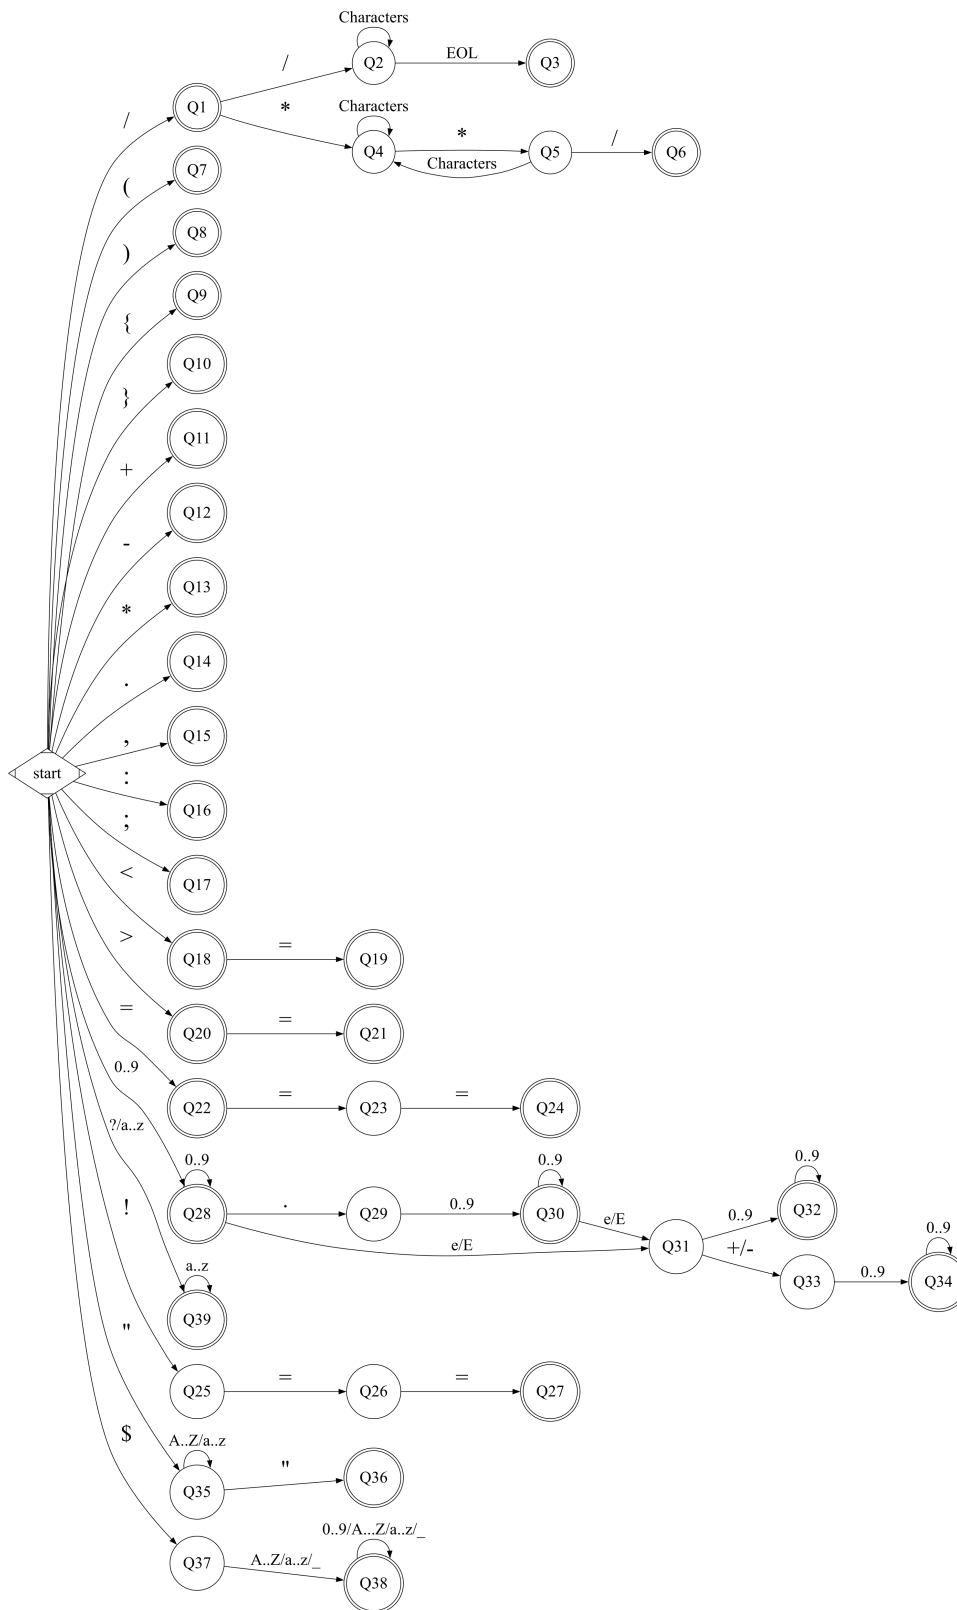 Characters
Q2
EOL
Q3
/
Q1
*
Characters
/
Q4
*
Characters
Q5
/
Q6
(
Q7
)
Q8
{
Q9
}
Q10
+
Q11
-
Q12
*
Q13
.
Q14
,
Q15
start
:
Q16
;
Q17
<
Q18
=
Q19
>
Q20
=
Q21
=
Q22
=
Q23
=
Q24
0..9
0..9
Q28
.
Q29
0..9
0..9
Q30
e/E
e/E
Q31
0..9
0..9
Q32
+/-
Q33
0..9
0..9
Q34
?/a..z
a..z
Q39
!
Q25
=
Q26
=
Q27
"
A..Z/a..z
Q35
"
Q36
$
Q37
A..Z/a..z/_
0..9/A...Z/a..z/_
Q38